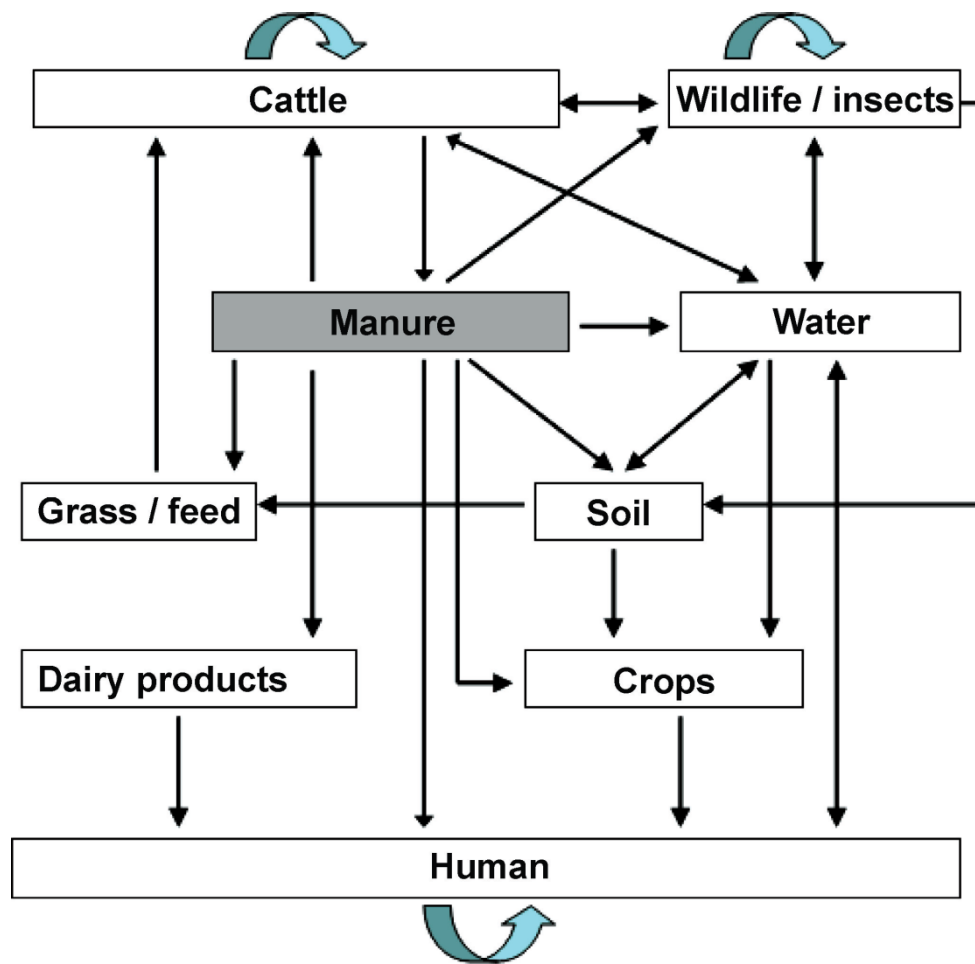 Cattle
Wildlife / insects
Manure
Water
Grass / feed
Soil
Dairy products
Crops
Human